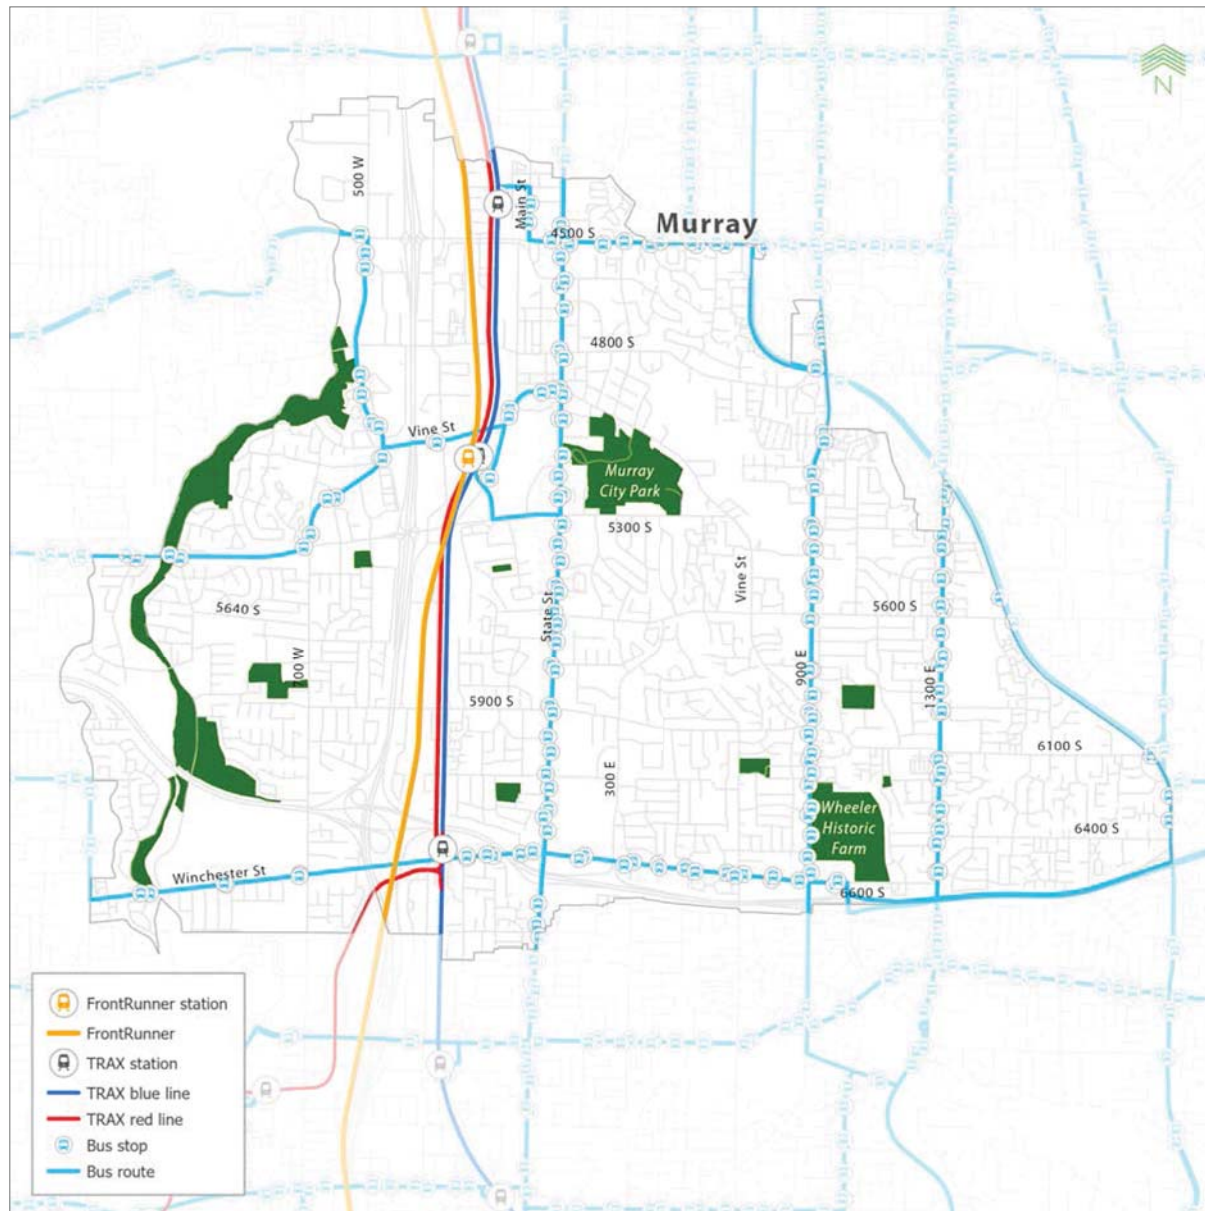 N
500 W
Main St
Murray
4500 S
4800 S
Vine St
Murray
City Park
5300 S
Vine St
5640 S
State St
5600 S
700 W
900 E
1300 E
5900 S
6100 S
300 E
Wheeler
Historic
Farm
6400 S
Winchester St
6600 S
FrontRunner station
FrontRunner
TRAX station
TRAX blue line
TRAX red line
Bus stop
Bus route